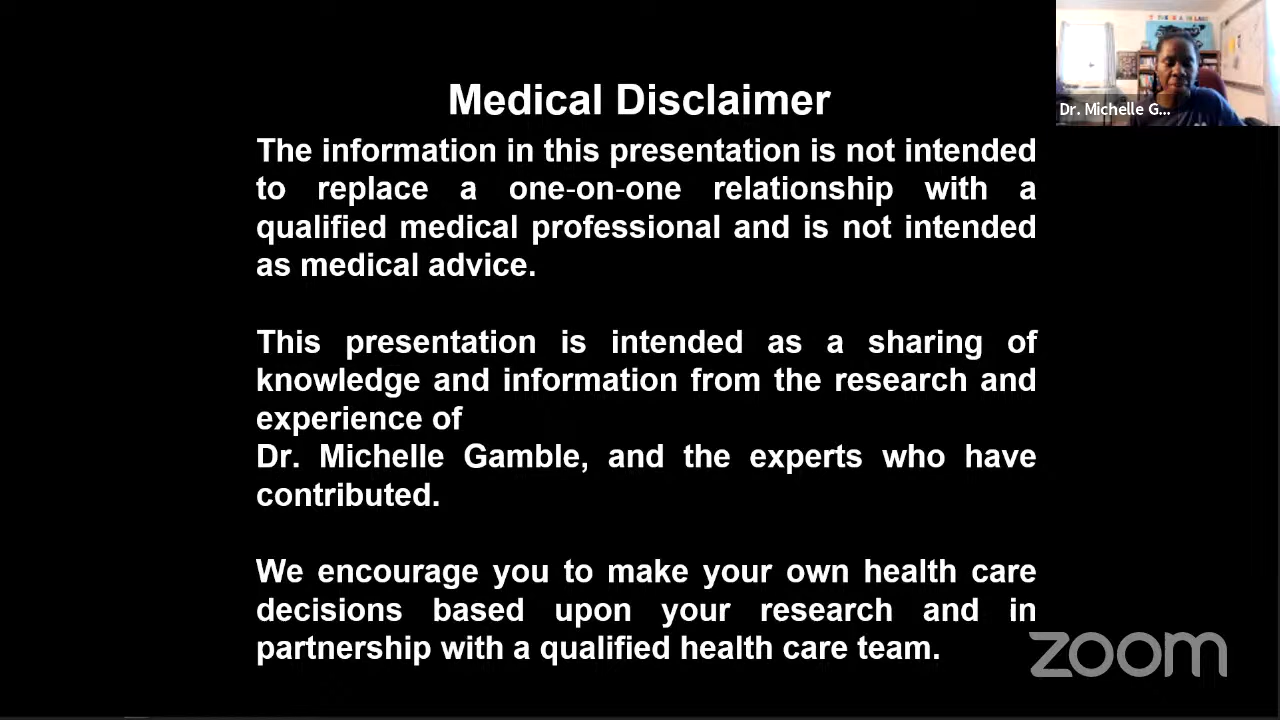 Medical Disclaimer
The information in this presentation is not intended
to replace a one-on-one relationship with a
qualified medical professional and is not intended
as medical advice.
This presentation is intended as a sharing of
knowledge and information from the research and
experience of
Dr. Michelle Gamble, and the experts who have
contributed.
We encourage you to make your own health care
decisions based upon your research and in
partnership with a qualified health care team.
Dr. Michelle G...
zoom